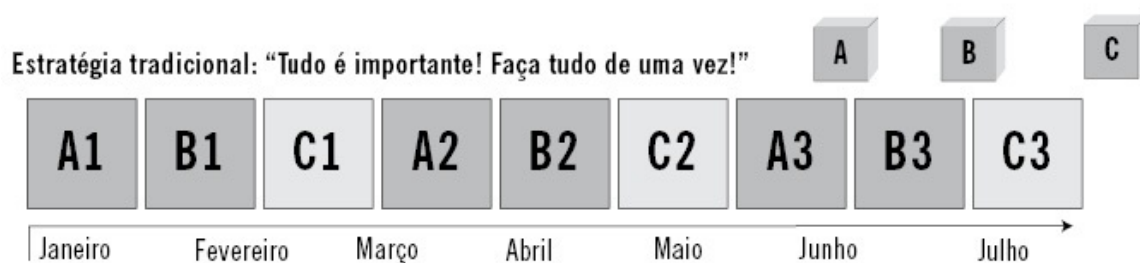 Estratégia tradicional: “Tudo é importante! Faça tudo de uma vez!” A B C
A1 B1 C1 A2 B2 C2 A3 B3 C3
Janeiro Fevereiro Março Abril Maio Junho Julho